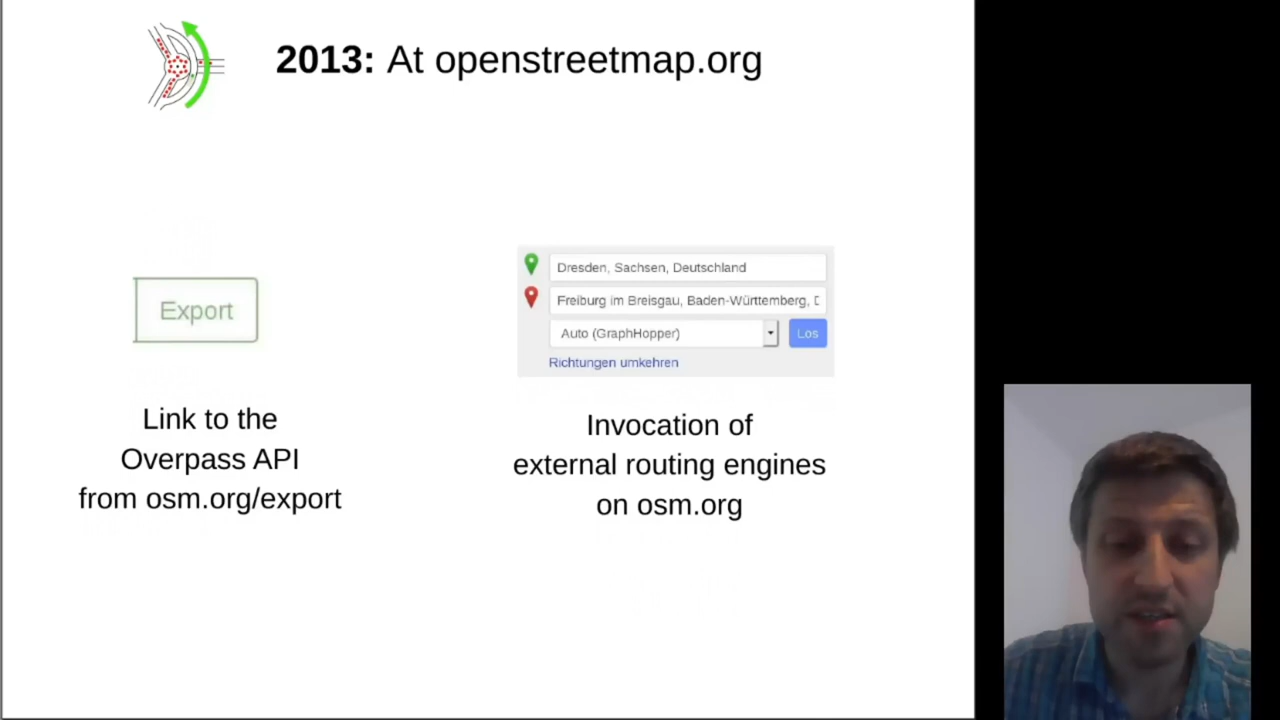 2013: At openstreetmap.org
Export
Link to the
Overpass API
from osm.org/export
Dresden, Sachsen, Deutschland
Freiburg im Breisgau, Baden-Württemberg, D
Auto (GraphHopper)
Los
Richtungen umkehren
Invocation of
external routing engines
on osm.org